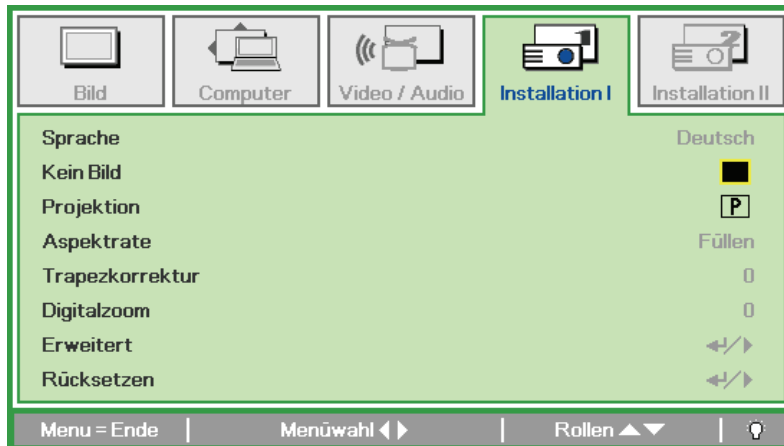 Bild
Computer
Video / Audio
Installation I
Installation II
Sprache Deutsch
Kein Bild
Projektion P
Aspektrate Füllen
Trapezkorrektur 0
Digitalzoom 0
Erweitert
Rücksetzen
Menu = Ende | Menüwahl | Rollen |